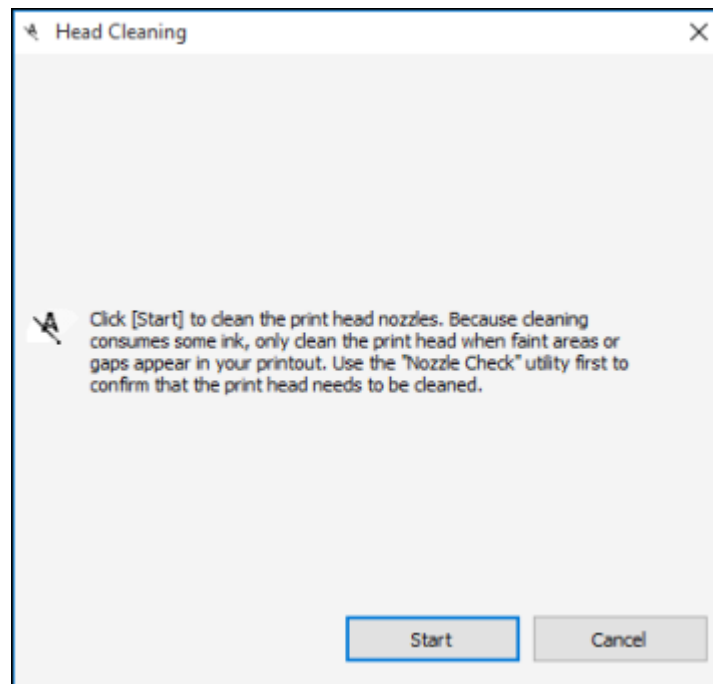 Head Cleaning
Click [Start] to clean the print head nozzles. Because cleaning
consumes some ink, only clean the print head when faint areas or
gaps appear in your printout. Use the "Nozzle Check" utility first to
confirm that the print head needs to be cleaned.
Start Cancel